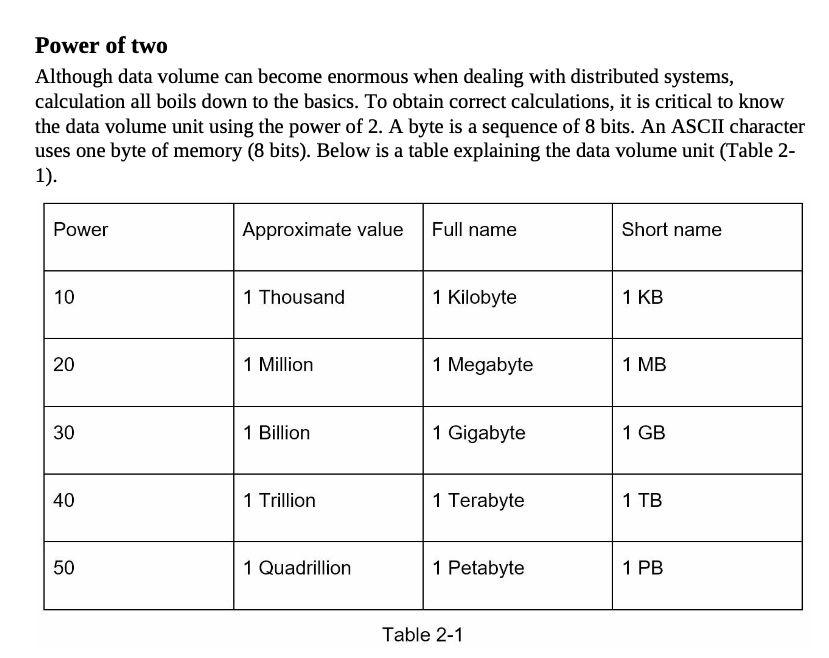 Power of two
Although data volume can become enormous when dealing with distributed systems,
calculation all boils down to the basics. To obtain correct calculations, it is critical to know
the data volume unit using the power of 2. A byte is a sequence of 8 bits. An ASCII character
uses one byte of memory (8 bits). Below is a table explaining the data volume unit (Table 2-
1).
Power Approximate value Full name Short name
10 1 Thousand 1 Kilobyte 1 KB
20 1 Million 1 Megabyte 1 MB
30 1 Billion 1 Gigabyte 1 GB
40 1 Trillion 1 Terabyte 1 TB
50 1 Quadrillion 1 Petabyte 1 PB
Table 2-1